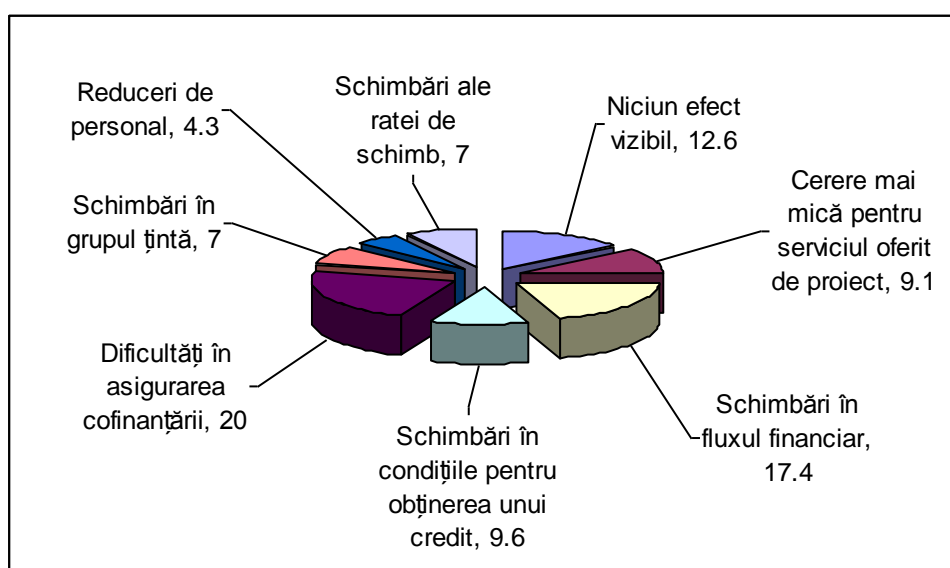 Reduceri de
personal, 4.3
Schimbări ale
ratei de
schimb, 7
Niciun efect
vizibil, 12.6
Cerere mai
mică pentru
serviciul oferit
de proiect, 9.1
Schimbări în
grupul țintă, 7
Dificultăți în
asigurarea
cofinanțării, 20
Schimbări în
condițiile pentru
obținerea unui
credit, 9.6
Schimbări în
fluxul financiar,
17.4